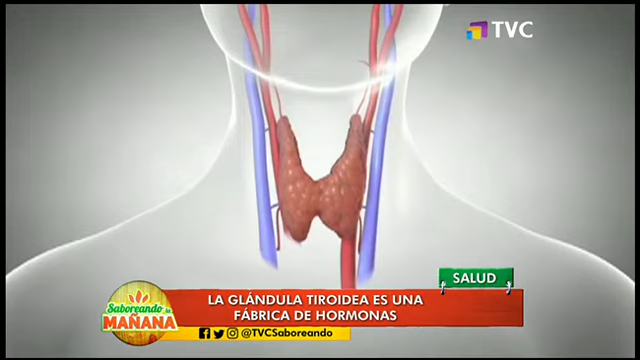 TVC
SALUD
LA GLÁNDULA TIROIDEA ES UNA
FÁBRICA DE HORMONAS
Saboreando la
MAÑANA
@TVCSaboreando